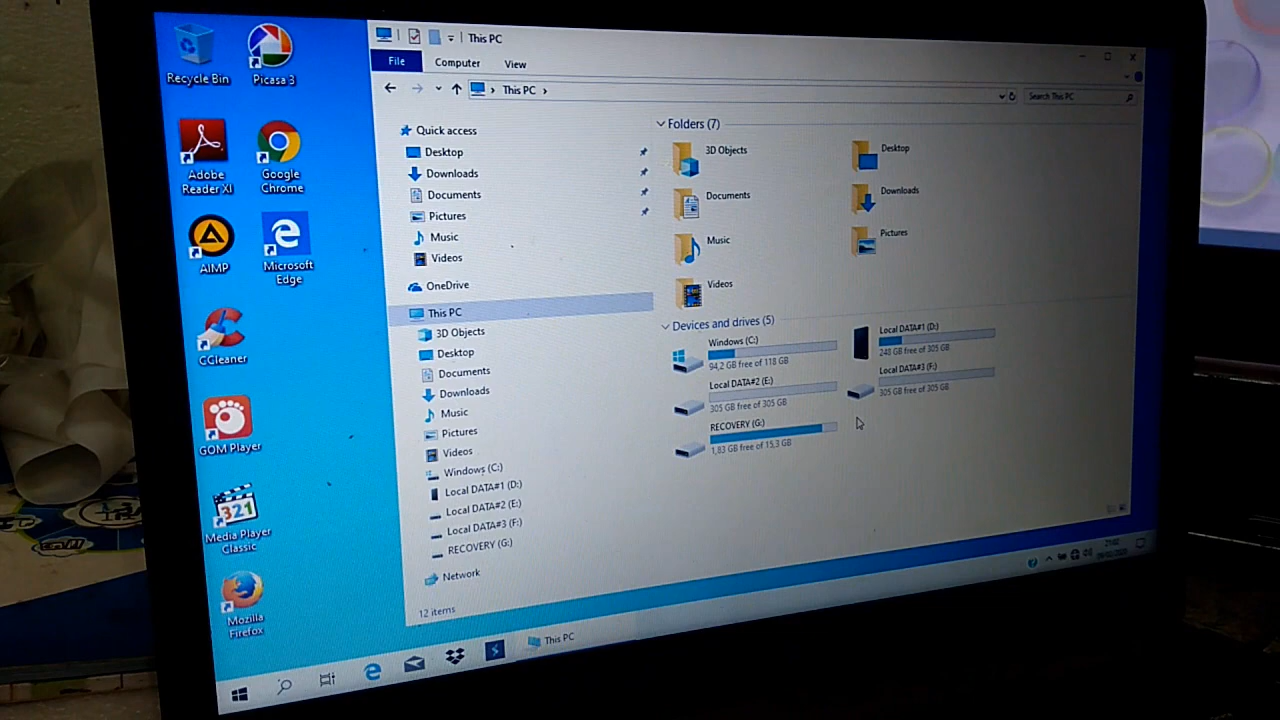 Recycle Bin
Picasa 3
Adobe
Reader XI
Google
Chrome
AIMP
Microsoft
Edge
CCleaner
GOM Player
321
Media Player
Classic
Mozilla
Firefox
This PC
File
Computer
View
This PC
Search This PC
Quick access
Desktop
Downloads
Documents
Pictures
Music
Videos
OneDrive
This PC
3D Objects
Desktop
Documents
Downloads
Music
Pictures
Videos
Windows (C:)
Local DATA#1 (D:)
Local DATA#2 (E:)
Local DATA#3 (F:)
RECOVERY (G:)
Network
12 items
Folders (7)
3D Objects
Desktop
Documents
Downloads
Music
Pictures
Videos
Devices and drives (5)
Windows (C:)
94,2 GB free of 118 GB
Local DATA#1 (D:)
248 GB free of 305 GB
Local DATA#2 (E:)
305 GB free of 305 GB
Local DATA#3 (F:)
305 GB free of 305 GB
RECOVERY (G:)
1,83 GB free of 15,3 GB
This PC